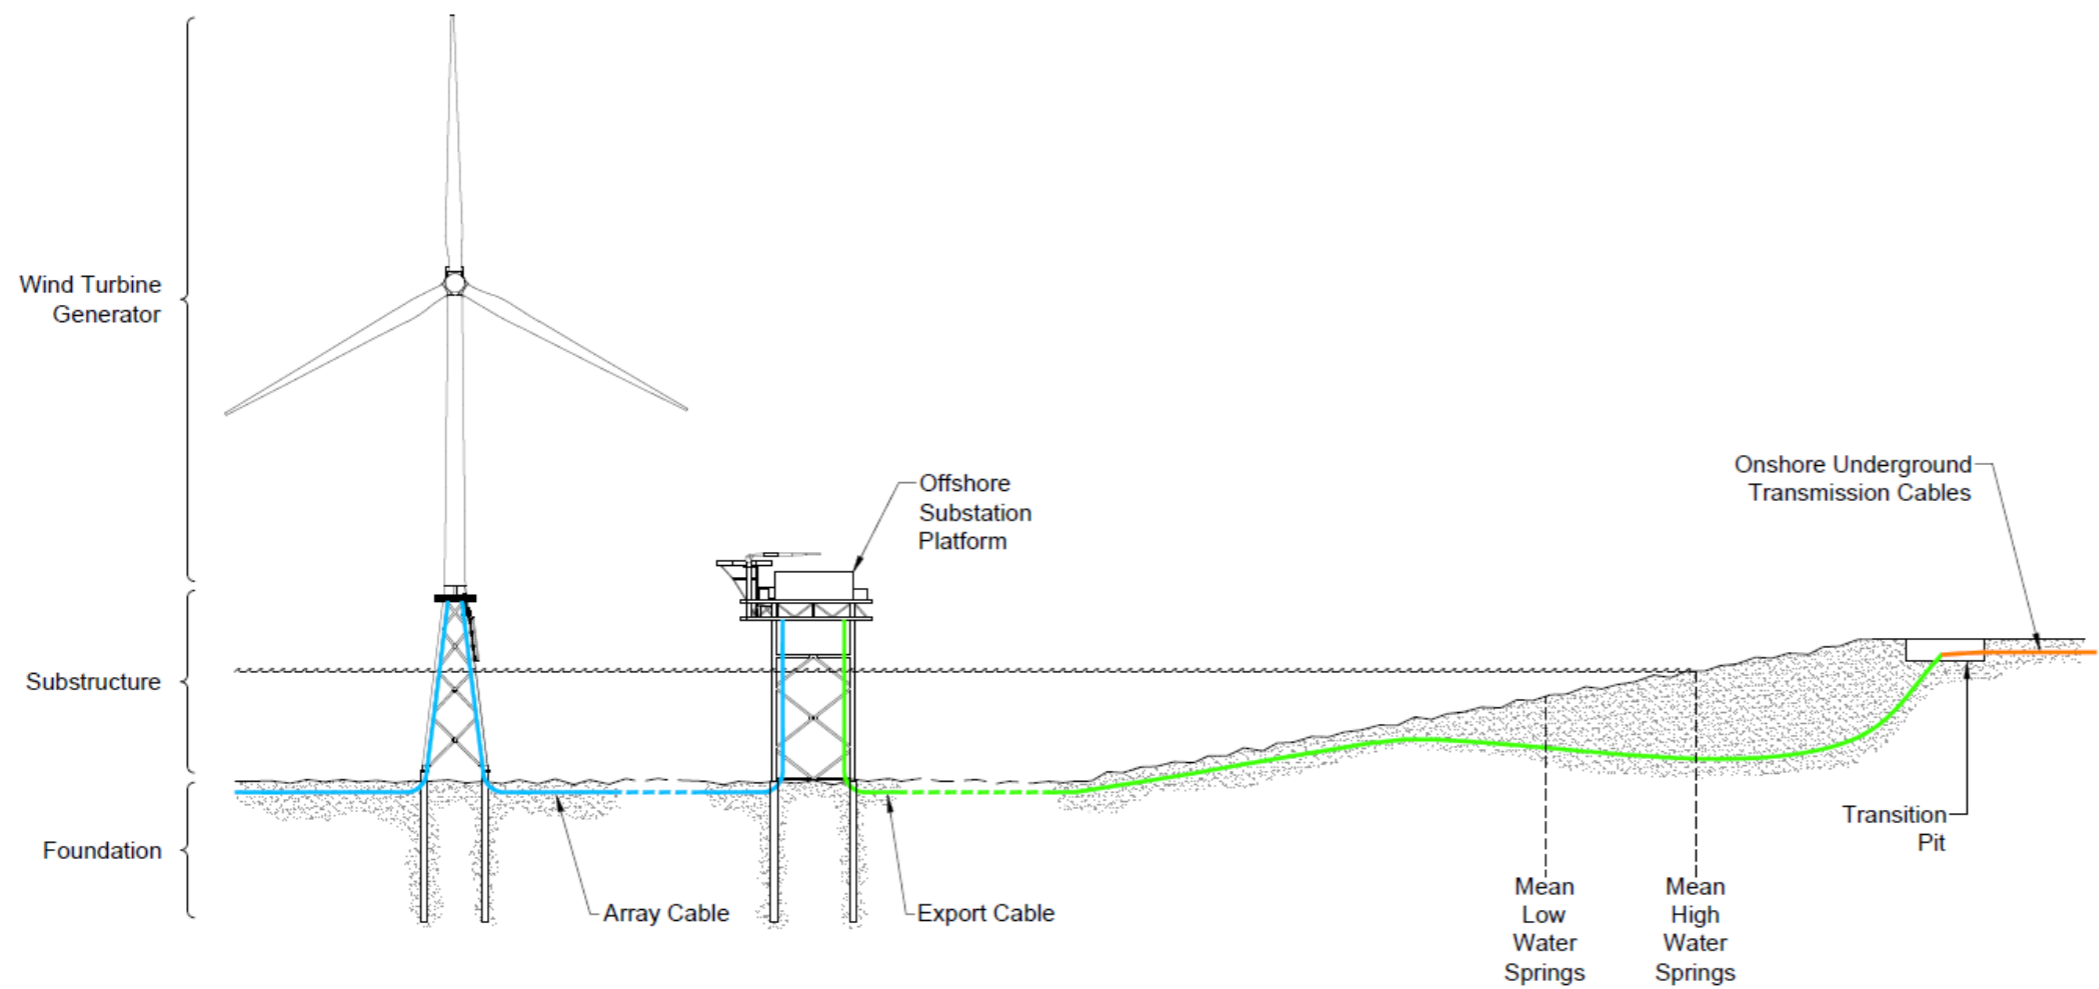 Wind Turbine
Generator
Substructure
Foundation
Offshore
Substation
Platform
Array Cable
Export Cable
Onshore Underground
Transmission Cables
Transition
Pit
Mean
Low
Water
Springs
Mean
High
Water
Springs